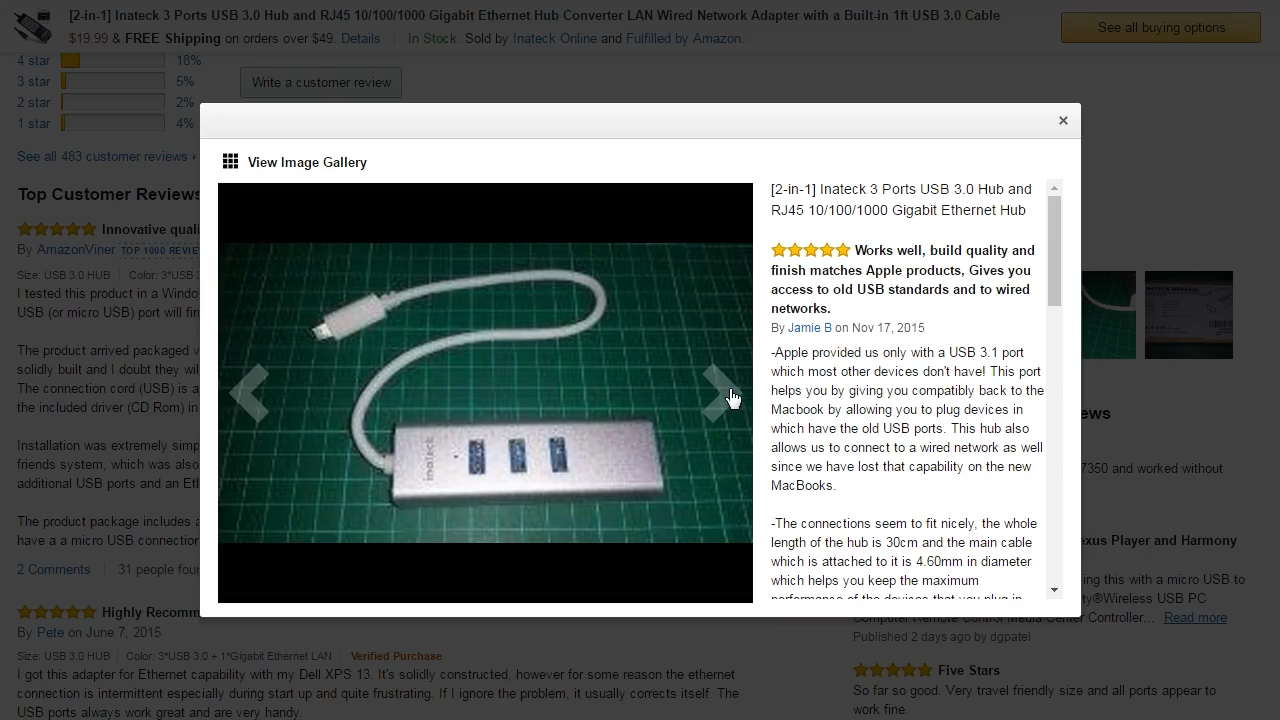 [2-in-1] Inateck 3 Ports USB 3.0 Hub and RJ45 10/100/1000 Gigabit Ethernet Hub Converter LAN Wired Network Adapter with a Built-in 1ft USB 3.0 Cable
$19.99 & FREE Shipping on orders over $49. Details
In Stock. Sold by Inateck Online and Fulfilled by Amazon.
See all buying options
4 star 18%
3 star 5%
2 star 2%
1 star 4%
Write a customer review
See all 483 customer reviews
Top Customer Reviews
Innovative quali
By AmazonViner TOP 1000 REVIE
Size: USB 3.0 HUB Color: 3*USB 3
I tested this product in a Windo
USB (or micro USB) port will fin
The product arrived packaged v
solidly built and I doubt they wil
The connection cord (USB) is a
the included driver (CD Rom) in
Installation was extremely simp
friends system, which was also
additional USB ports and an Etl
The product package includes a
have a a micro USB connection
2 Comments 31 people foun
Highly Recomm
By Pete on June 7, 2015
Size: USB 3.0 HUB Color: 3*USB 3.0 + 1*Gigabit Ethernet LAN Verified Purchase
I got this adapter for Ethernet capability with my Dell XPS 13. It's solidly constructed, however for some reason the ethernet
connection is intermittent especially during start up and quite frustrating. If I ignore the problem, it usually corrects itself. The
USB ports always work great and are very handy.
×
View Image Gallery
inateck
[2-in-1] Inateck 3 Ports USB 3.0 Hub and
RJ45 10/100/1000 Gigabit Ethernet Hub
Works well, build quality and
finish matches Apple products, Gives you
access to old USB standards and to wired
networks.
By Jamie B on Nov 17, 2015
-Apple provided us only with a USB 3.1 port
which most other devices don't have! This port
helps you by giving you compatibly back to the
Macbook by allowing you to plug devices in
which have the old USB ports. This hub also
allows us to connect to a wired network as well
since we have lost that capability on the new
MacBooks.
-The connections seem to fit nicely, the whole
length of the hub is 30cm and the main cable
which is attached to it is 4.60mm in diameter
which helps you keep the maximum
performance of the devices that you plug in
ews
7350 and worked without
exus Player and Harmony
ing this with a micro USB to
ty®Wireless USB PC
Computer Remote Control Media Center Controller... Read more
Published 2 days ago by dgpatel
Five Stars
So far so good. Very travel friendly size and all ports appear to
work fine.